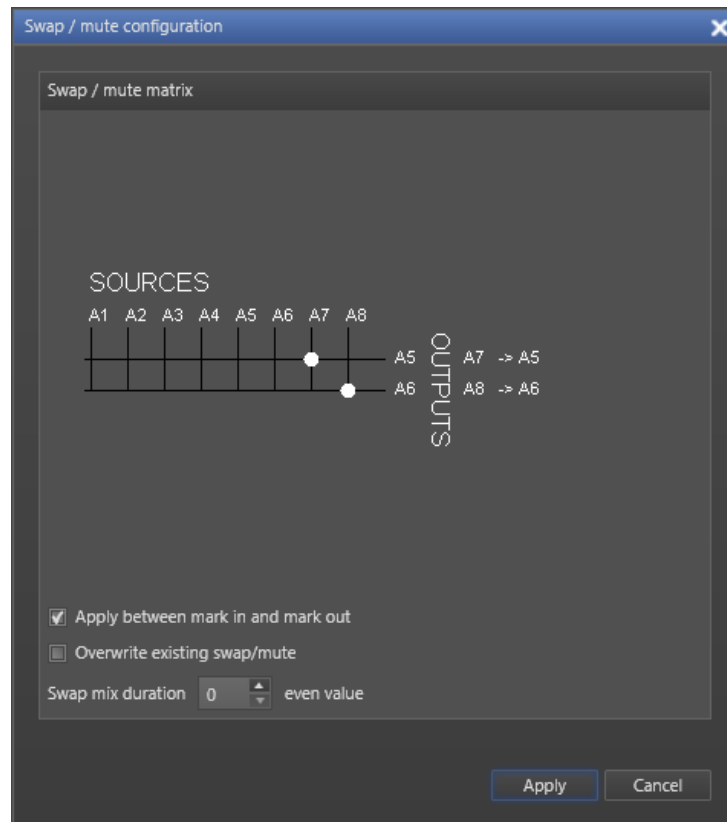 Swap / mute configuration
Swap / mute matrix
SOURCES
A1 A2 A3 A4 A5 A6 A7 A8
A5 A7 -> A5
A6 A8 -> A6
OUTPUTS
Apply between mark in and mark out
Overwrite existing swap/mute
Swap mix duration 0 even value
Apply Cancel